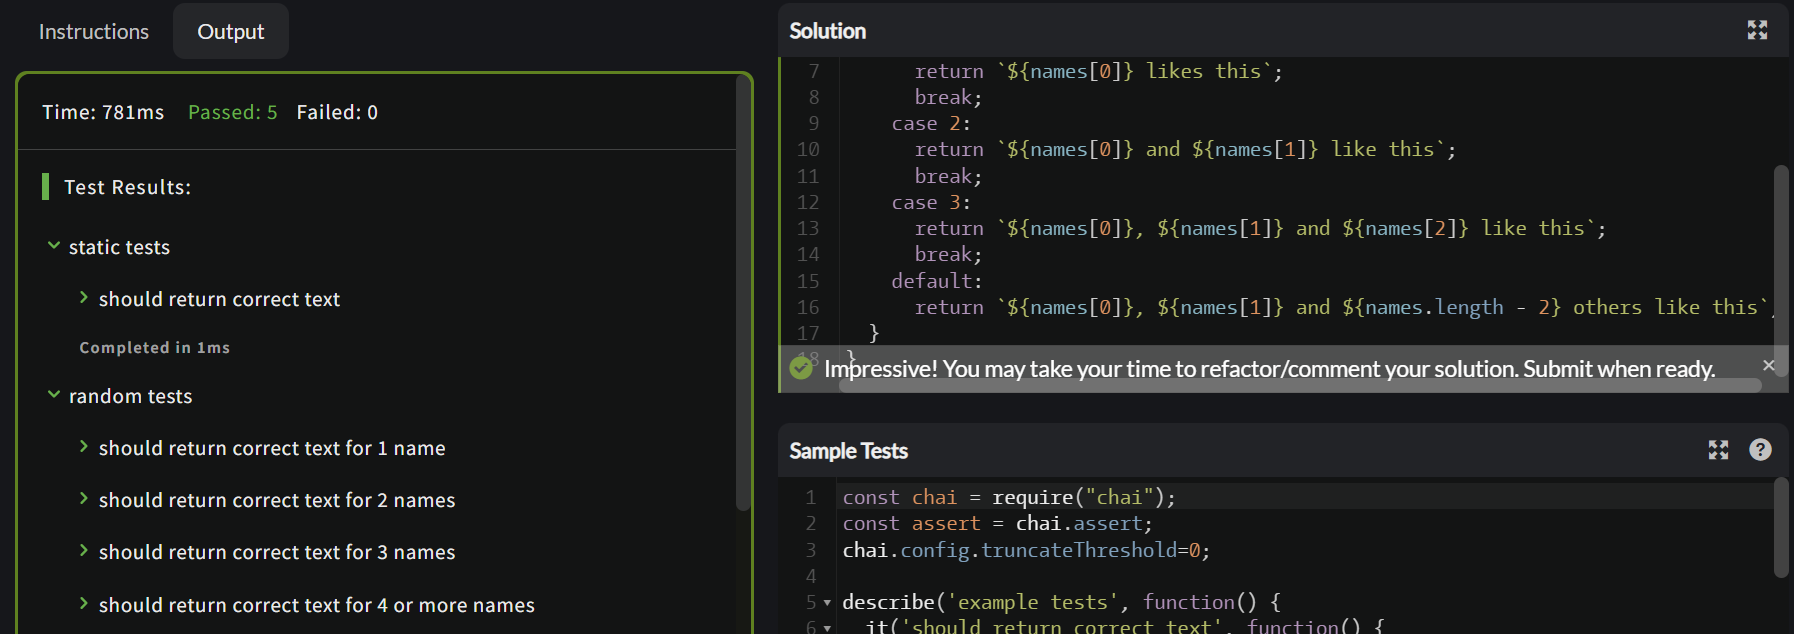 Instructions
Output
Time: 781ms Passed: 5 Failed: 0
Test Results:
static tests
should return correct text
Completed in 1ms
random tests
should return correct text for 1 name
should return correct text for 2 names
should return correct text for 3 names
should return correct text for 4 or more names
Solution
7 return `${names[0]} likes this`;
8 break;
9 case 2:
10 return `${names[0]} and ${names[1]} like this`;
11 break;
12 case 3:
13 return `${names[0]}, ${names[1]} and ${names[2]} like this`;
14 break;
15 default:
16 return `${names[0]}, ${names[1]} and ${names.length - 2} others like this`;
17 }
18 }
Impressive! You may take your time to refactor/comment your solution. Submit when ready.
Sample Tests
1 const chai = require("chai");
2 const assert = chai.assert;
3 chai.config.truncateThreshold=0;
4
5 describe('example tests', function() {
6 it('should return correct text', function() {